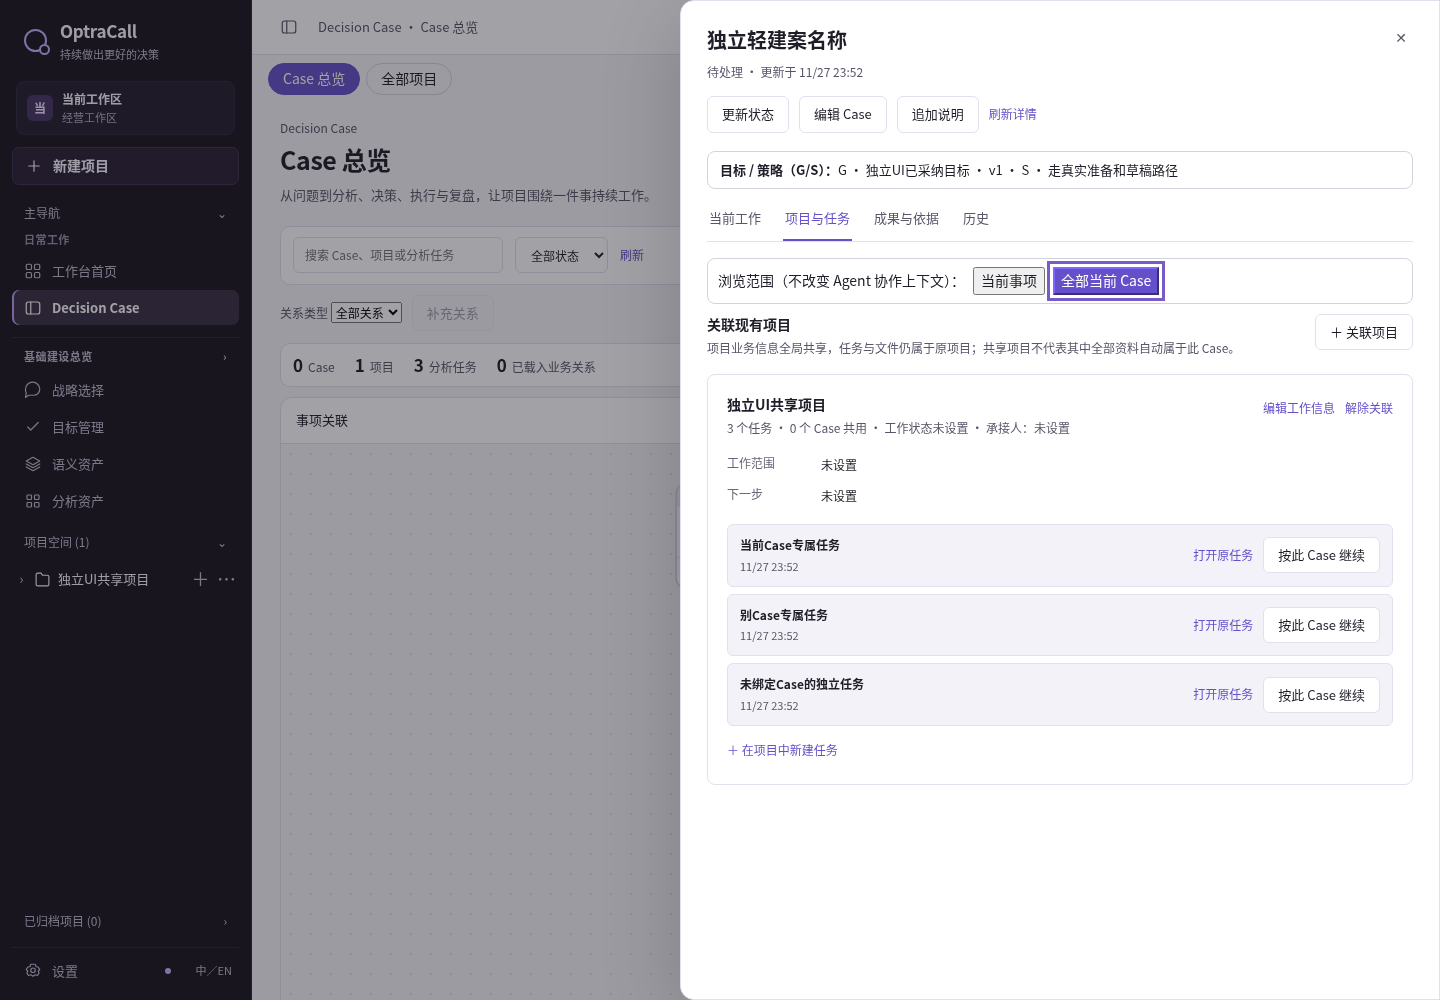 OptraCall
持续做出更好的决策
当 当前工作区
经营工作区
＋ 新建项目
主导航
日常工作
工作台首页
Decision Case
基础建设总览
战略选择
目标管理
语义资产
分析资产
项目空间 (1)
独立UI共享项目
已归档项目 (0)
设置 中／EN
Decision Case • Case 总览
Case 总览 全部项目
Decision Case
Case 总览
从问题到分析、决策、执行与复盘，让项目围绕一件事持续工作。
搜索 Case、项目或分析任务 全部状态 刷新
关系类型 全部关系 补充关系
0 Case 1 项目 3 分析任务 0 已载入业务关系
事项关联
独立轻建案名称 ×
待处理 • 更新于 11/27 23:52
更新状态 编辑 Case 追加说明 刷新详情
目标 / 策略（G/S）： G • 独立UI已采纳目标 • v1 • S • 走真实准备和草稿路径
当前工作 项目与任务 成果与依据 历史
浏览范围（不改变 Agent 协作上下文）： 当前事项 全部当前 Case
关联现有项目
项目业务信息全局共享，任务与文件仍属于原项目；共享项目不代表其中全部资料自动属于此 Case。
＋ 关联项目
独立UI共享项目
编辑工作信息 解除关联
3 个任务 • 0 个 Case 共用 • 工作状态未设置 • 承接人：未设置
工作范围 未设置
下一步 未设置
当前Case专属任务
11/27 23:52
打开原任务 按此 Case 继续
别Case专属任务
11/27 23:52
打开原任务 按此 Case 继续
未绑定Case的独立任务
11/27 23:52
打开原任务 按此 Case 继续
＋ 在项目中新建任务